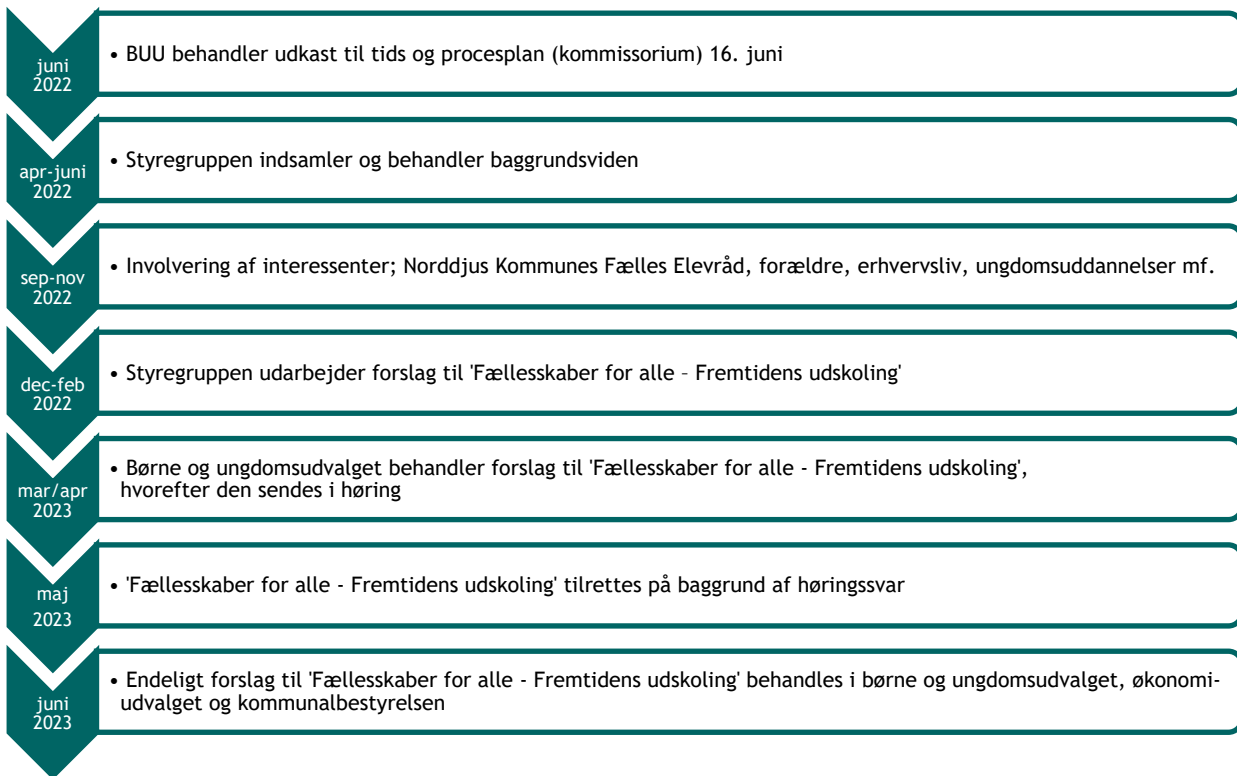 juni
2022
• BUU behandler udkast til tids og procesplan (kommissorium) 16. juni
apr-juni
2022
• Styregruppen indsamler og behandler baggrundsviden
sep-nov
2022
• Involvering af interessenter; Norddjus Kommunes Fælles Elevråd, forældre, erhvervsliv, ungdomsuddannelser mf.
dec-feb
2022
• Styregruppen udarbejder forslag til 'Fællesskaber for alle – Fremtidens udskoling'
mar/apr
2023
• Børne og ungdomsudvalget behandler forslag til 'Fællesskaber for alle - Fremtidens udskoling',
hvorefter den sendes i høring
maj
2023
• 'Fællesskaber for alle - Fremtidens udskoling' tilrettes på baggrund af høringssvar
juni
2023
• Endeligt forslag til 'Fællesskaber for alle - Fremtidens udskoling' behandles i børne og ungdomsudvalget, økonomi-
udvalget og kommunalbestyrelsen